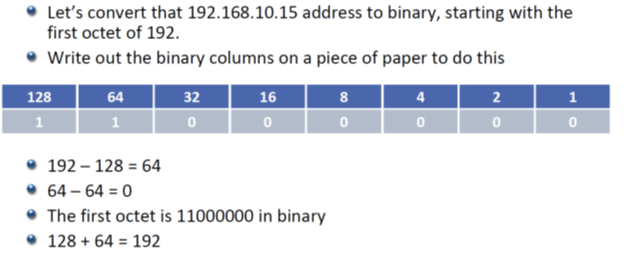 Let's convert that 192.168.10.15 address to binary, starting with the
first octet of 192.
Write out the binary columns on a piece of paper to do this
128 64 32 16 8 4 2 1
1 1 0 0 0 0 0 0
192 – 128 = 64
64 – 64 = 0
The first octet is 11000000 in binary
128 + 64 = 192